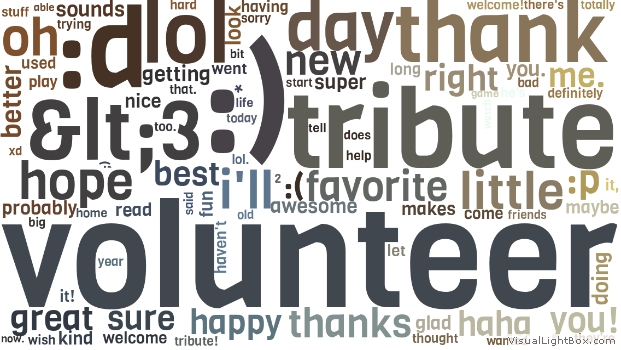 stuff able sounds hard having sorry welcome! there's totally
oh :d lol look day thank
trying bit new
used getting went long right you. me.
play that. start super bad definitely
better nice * life today game
&lt;3 :) tribute
too. tell does
xd lol. help
hope best i'll 2 :( favorite little :p it,
probably home read said fun old awesome makes come friends maybe
big
volunteer
year haven't let doing
it!
great sure happy thanks glad haha you!
now. wish kind welcome tribute! thought
VisualLightBox.com